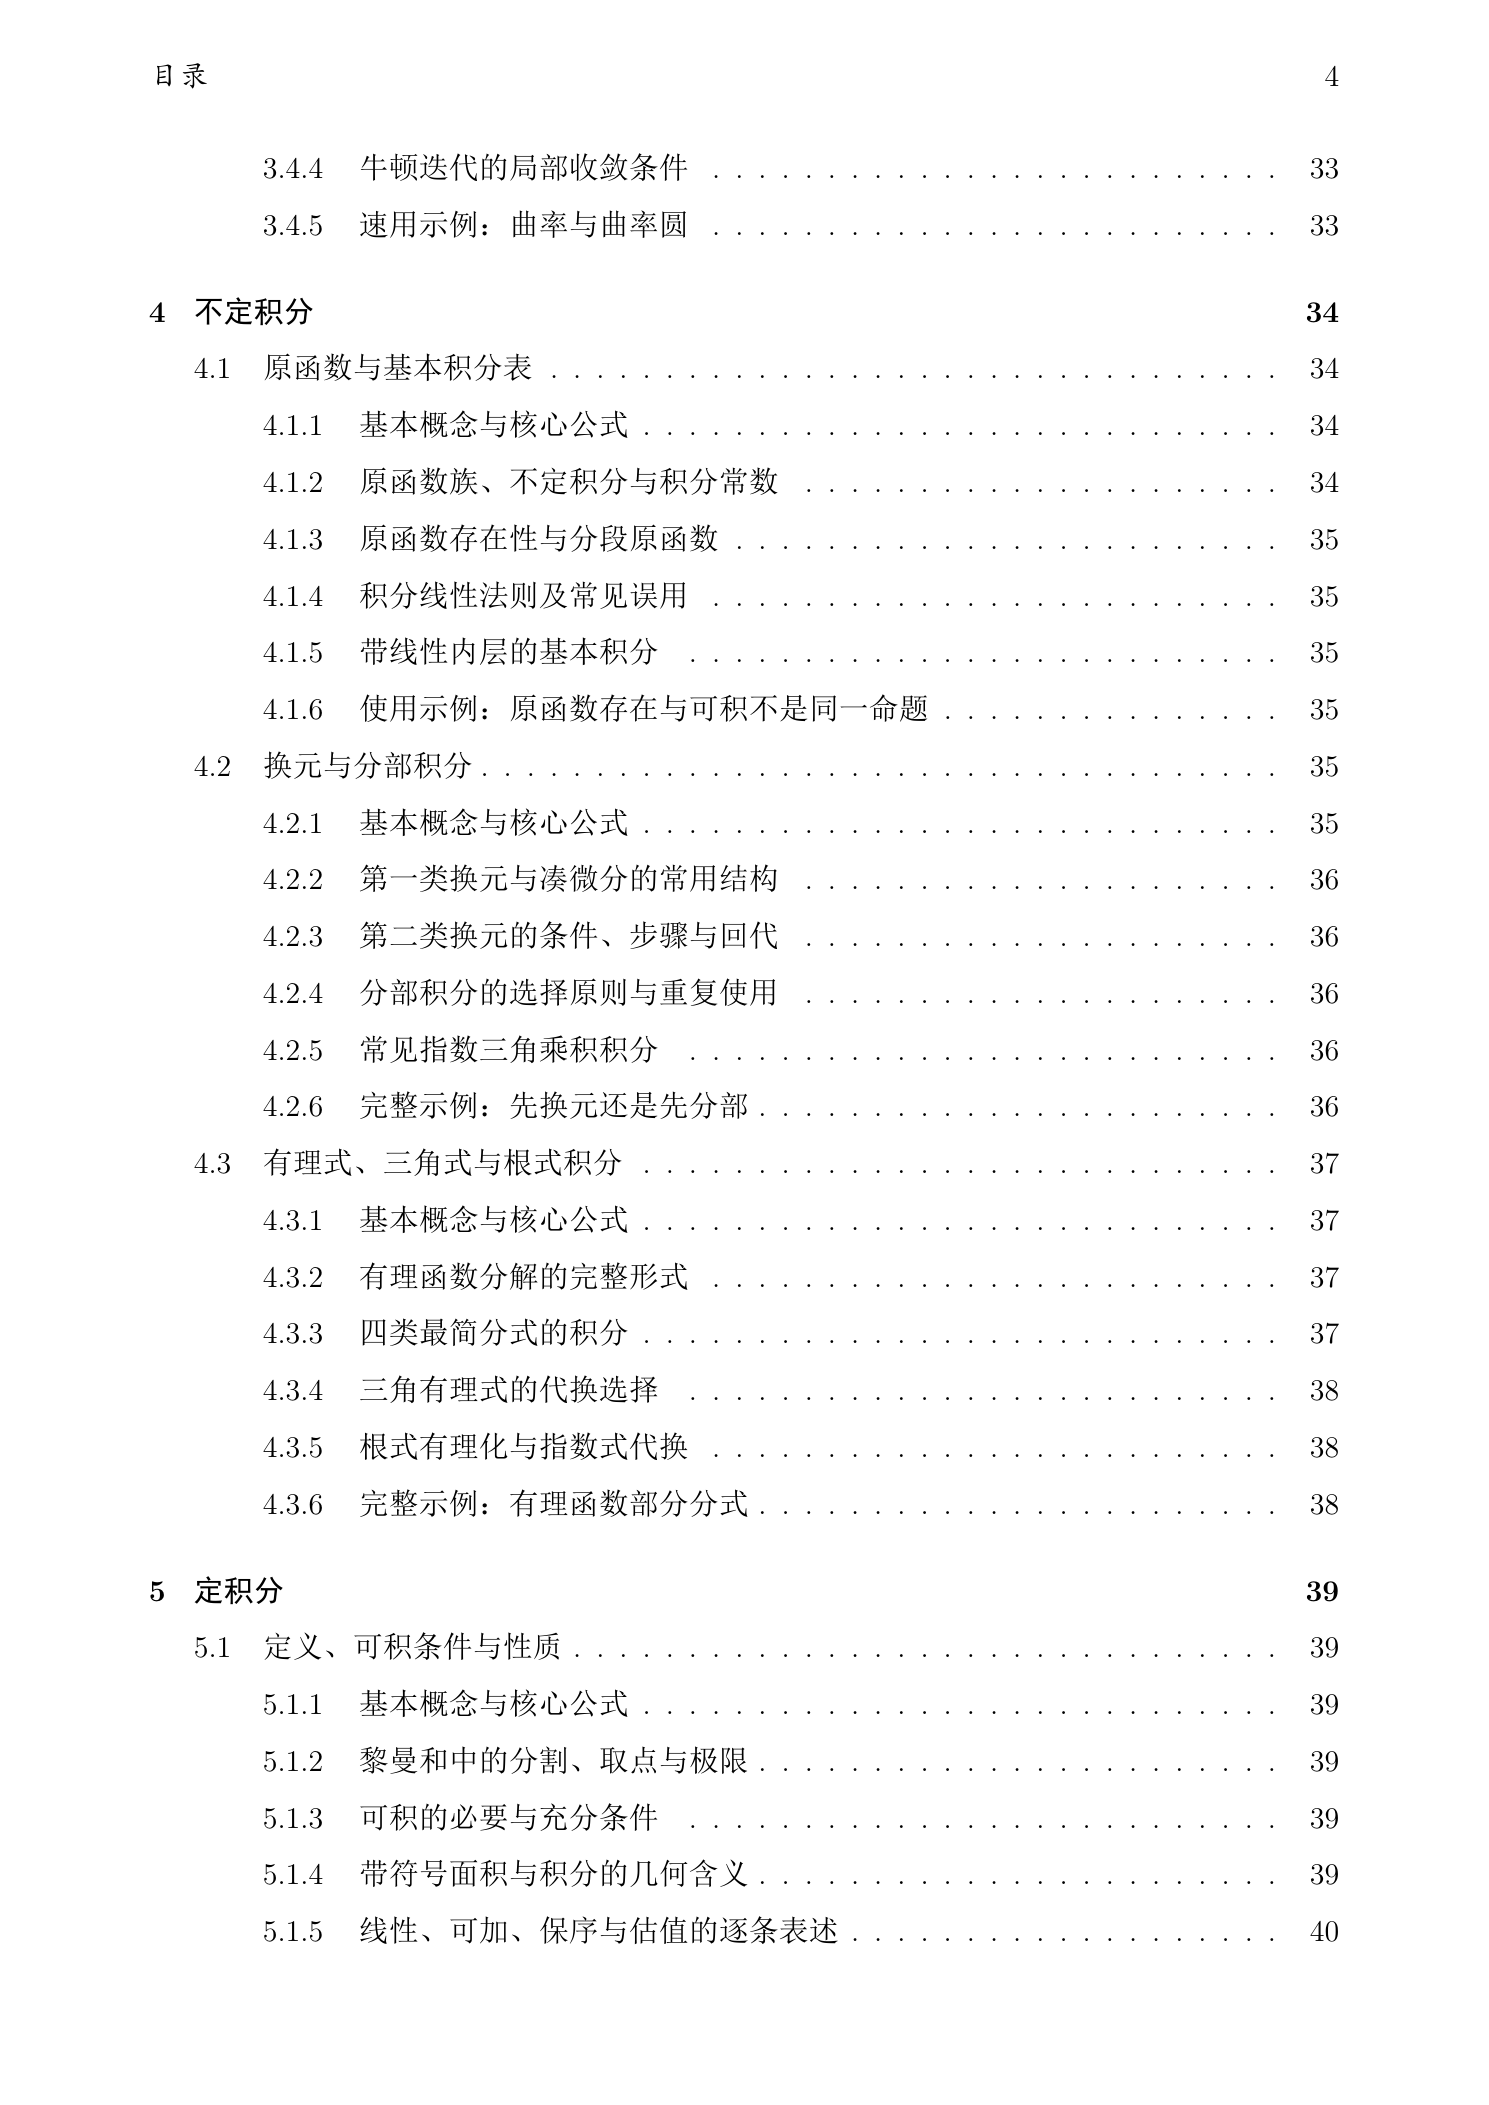 目录 4
3.4.4 牛顿迭代的局部收敛条件 . . . . . . . . . . . . . . . . . . . . . . . . . 33
3.4.5 速用示例：曲率与曲率圆 . . . . . . . . . . . . . . . . . . . . . . . . . 33
4 不定积分 34
4.1 原函数与基本积分表 . . . . . . . . . . . . . . . . . . . . . . . . . . . . . . . . 34
4.1.1 基本概念与核心公式 . . . . . . . . . . . . . . . . . . . . . . . . . . . . 34
4.1.2 原函数族、不定积分与积分常数 . . . . . . . . . . . . . . . . . . . . . 34
4.1.3 原函数存在性与分段原函数 . . . . . . . . . . . . . . . . . . . . . . . . 35
4.1.4 积分线性法则及常见误用 . . . . . . . . . . . . . . . . . . . . . . . . . 35
4.1.5 带线性内层的基本积分 . . . . . . . . . . . . . . . . . . . . . . . . . . 35
4.1.6 使用示例：原函数存在与可积不是同一命题 . . . . . . . . . . . . . . . 35
4.2 换元与分部积分 . . . . . . . . . . . . . . . . . . . . . . . . . . . . . . . . . . . 35
4.2.1 基本概念与核心公式 . . . . . . . . . . . . . . . . . . . . . . . . . . . . 35
4.2.2 第一类换元与凑微分的常用结构 . . . . . . . . . . . . . . . . . . . . . 36
4.2.3 第二类换元的条件、步骤与回代 . . . . . . . . . . . . . . . . . . . . . 36
4.2.4 分部积分的选择原则与重复使用 . . . . . . . . . . . . . . . . . . . . . 36
4.2.5 常见指数三角乘积积分 . . . . . . . . . . . . . . . . . . . . . . . . . . 36
4.2.6 完整示例：先换元还是先分部 . . . . . . . . . . . . . . . . . . . . . . . 36
4.3 有理式、三角式与根式积分 . . . . . . . . . . . . . . . . . . . . . . . . . . . . 37
4.3.1 基本概念与核心公式 . . . . . . . . . . . . . . . . . . . . . . . . . . . . 37
4.3.2 有理函数分解的完整形式 . . . . . . . . . . . . . . . . . . . . . . . . . 37
4.3.3 四类最简分式的积分 . . . . . . . . . . . . . . . . . . . . . . . . . . . . 37
4.3.4 三角有理式的代换选择 . . . . . . . . . . . . . . . . . . . . . . . . . . 38
4.3.5 根式有理化与指数式代换 . . . . . . . . . . . . . . . . . . . . . . . . . 38
4.3.6 完整示例：有理函数部分分式 . . . . . . . . . . . . . . . . . . . . . . . 38
5 定积分 39
5.1 定义、可积条件与性质 . . . . . . . . . . . . . . . . . . . . . . . . . . . . . . . 39
5.1.1 基本概念与核心公式 . . . . . . . . . . . . . . . . . . . . . . . . . . . . 39
5.1.2 黎曼和中的分割、取点与极限 . . . . . . . . . . . . . . . . . . . . . . . 39
5.1.3 可积的必要与充分条件 . . . . . . . . . . . . . . . . . . . . . . . . . . 39
5.1.4 带符号面积与积分的几何含义 . . . . . . . . . . . . . . . . . . . . . . . 39
5.1.5 线性、可加、保序与估值的逐条表述 . . . . . . . . . . . . . . . . . . . 40